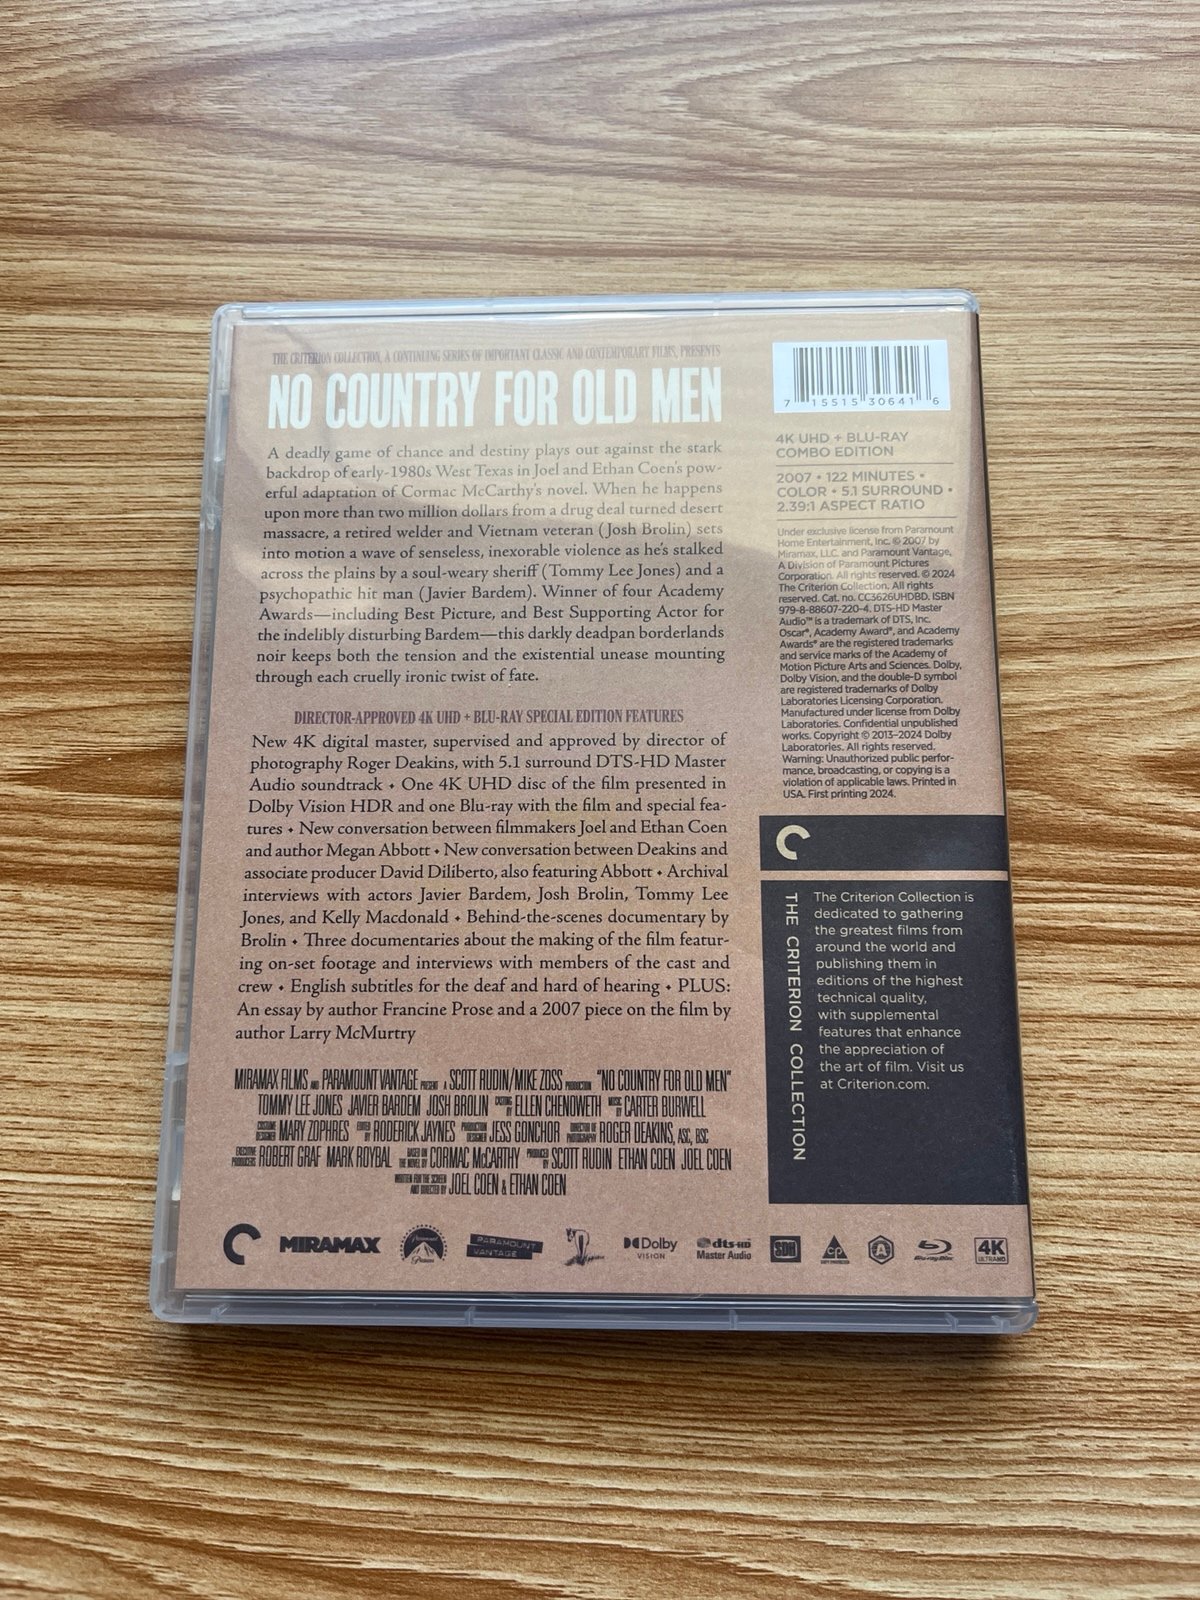 THE CRITERION COLLECTION, A CONTINUING SERIES OF IMPORTANT CLASSIC AND CONTEMPORARY FILMS, PRESENTS
NO COUNTRY FOR OLD MEN
A deadly game of chance and destiny plays out against the stark
backdrop of early-1980s West Texas in Joel and Ethan Coen's pow-
erful adaptation of Cormac McCarthy's novel. When he happens
upon more than two million dollars from a drug deal turned desert
massacre, a retired welder and Vietnam veteran (Josh Brolin) sets
into motion a wave of senseless, inexorable violence as he's stalked
across the plains by a soul-weary sheriff (Tommy Lee Jones) and a
psychopathic hit man (Javier Bardem). Winner of four Academy
Awards—including Best Picture, and Best Supporting Actor for
the indelibly disturbing Bardem—this darkly deadpan borderlands
noir keeps both the tension and the existential unease mounting
through each cruelly ironic twist of fate.
DIRECTOR-APPROVED 4K UHD + BLU-RAY SPECIAL EDITION FEATURES
New 4K digital master, supervised and approved by director of
photography Roger Deakins, with 5.1 surround DTS-HD Master
Audio soundtrack • One 4K UHD disc of the film presented in
Dolby Vision HDR and one Blu-ray with the film and special fea-
tures • New conversation between filmmakers Joel and Ethan Coen
and author Megan Abbott • New conversation between Deakins and
associate producer David Diliberto, also featuring Abbott • Archival
interviews with actors Javier Bardem, Josh Brolin, Tommy Lee
Jones, and Kelly Macdonald • Behind-the-scenes documentary by
Brolin • Three documentaries about the making of the film featur-
ing on-set footage and interviews with members of the cast and
crew • English subtitles for the deaf and hard of hearing • PLUS:
An essay by author Francine Prose and a 2007 piece on the film by
author Larry McMurtry
MIRAMAX FILMS AND PARAMOUNT VANTAGE PRESENT A SCOTT RUDIN/MIKE ZOSS PRODUCTION "NO COUNTRY FOR OLD MEN"
TOMMY LEE JONES JAVIER BARDEM JOSH BROLIN CASTING BY ELLEN CHENOWETH MUSIC BY CARTER BURWELL
COSTUME DESIGNER MARY ZOPHRES EDITED BY RODERICK JAYNES PRODUCTION DESIGNER JESS GONCHOR DIRECTOR OF PHOTOGRAPHY ROGER DEAKINS, ASC, BSC
EXECUTIVE PRODUCERS ROBERT GRAF MARK ROYBAL BASED ON THE NOVEL BY CORMAC McCARTHY PRODUCED BY SCOTT RUDIN ETHAN COEN JOEL COEN
WRITTEN FOR THE SCREEN AND DIRECTED BY JOEL COEN & ETHAN COEN
MIRAMAX
Paramount
Pictures
PARAMOUNT
VANTAGE
Dolby
VISION
dts-HD
Master Audio
SDH
Blu-ray Disc
4K
ULTRA HD
7 15515 30641 6
4K UHD + BLU-RAY
COMBO EDITION
2007 • 122 MINUTES •
COLOR • 5.1 SURROUND •
2.39:1 ASPECT RATIO
Under exclusive license from Paramount
Home Entertainment, Inc. © 2007 by
Miramax, LLC. and Paramount Vantage,
A Division of Paramount Pictures
Corporation. All rights reserved. © 2024
The Criterion Collection. All rights
reserved. Cat. no. CC3626UHDBD. ISBN
979-8-88607-220-4. DTS-HD Master
Audio™ is a trademark of DTS, Inc.
Oscar®, Academy Award®, and Academy
Awards® are the registered trademarks
and service marks of the Academy of
Motion Picture Arts and Sciences. Dolby,
Dolby Vision, and the double-D symbol
are registered trademarks of Dolby
Laboratories Licensing Corporation.
Manufactured under license from Dolby
Laboratories. Confidential unpublished
works. Copyright © 2013–2024 Dolby
Laboratories. All rights reserved.
Warning: Unauthorized public perfor-
mance, broadcasting, or copying is a
violation of applicable laws. Printed in
USA. First printing 2024.
THE CRITERION COLLECTION
The Criterion Collection is
dedicated to gathering
the greatest films from
around the world and
publishing them in
editions of the highest
technical quality,
with supplemental
features that enhance
the appreciation of
the art of film. Visit us
at Criterion.com.